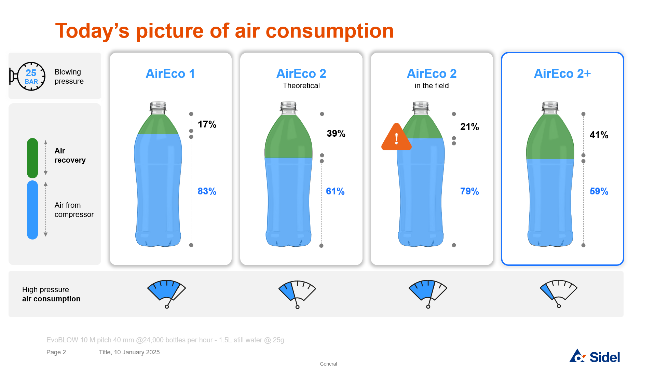 Today's picture of air consumption
25
BAR
Blowing
pressure
AirEco 1
AirEco 2
Theoretical
AirEco 2
in the field
AirEco 2+
17%
39%
21%
41%
!
Air
recovery
83%
61%
79%
59%
Air from
compressor
High pressure
air consumption
EvoBLOW 10 M pitch 40 mm @24,000 bottles per hour - 1.5L still water @ 25g
Page 2
Title, 10 January 2025
General
Sidel